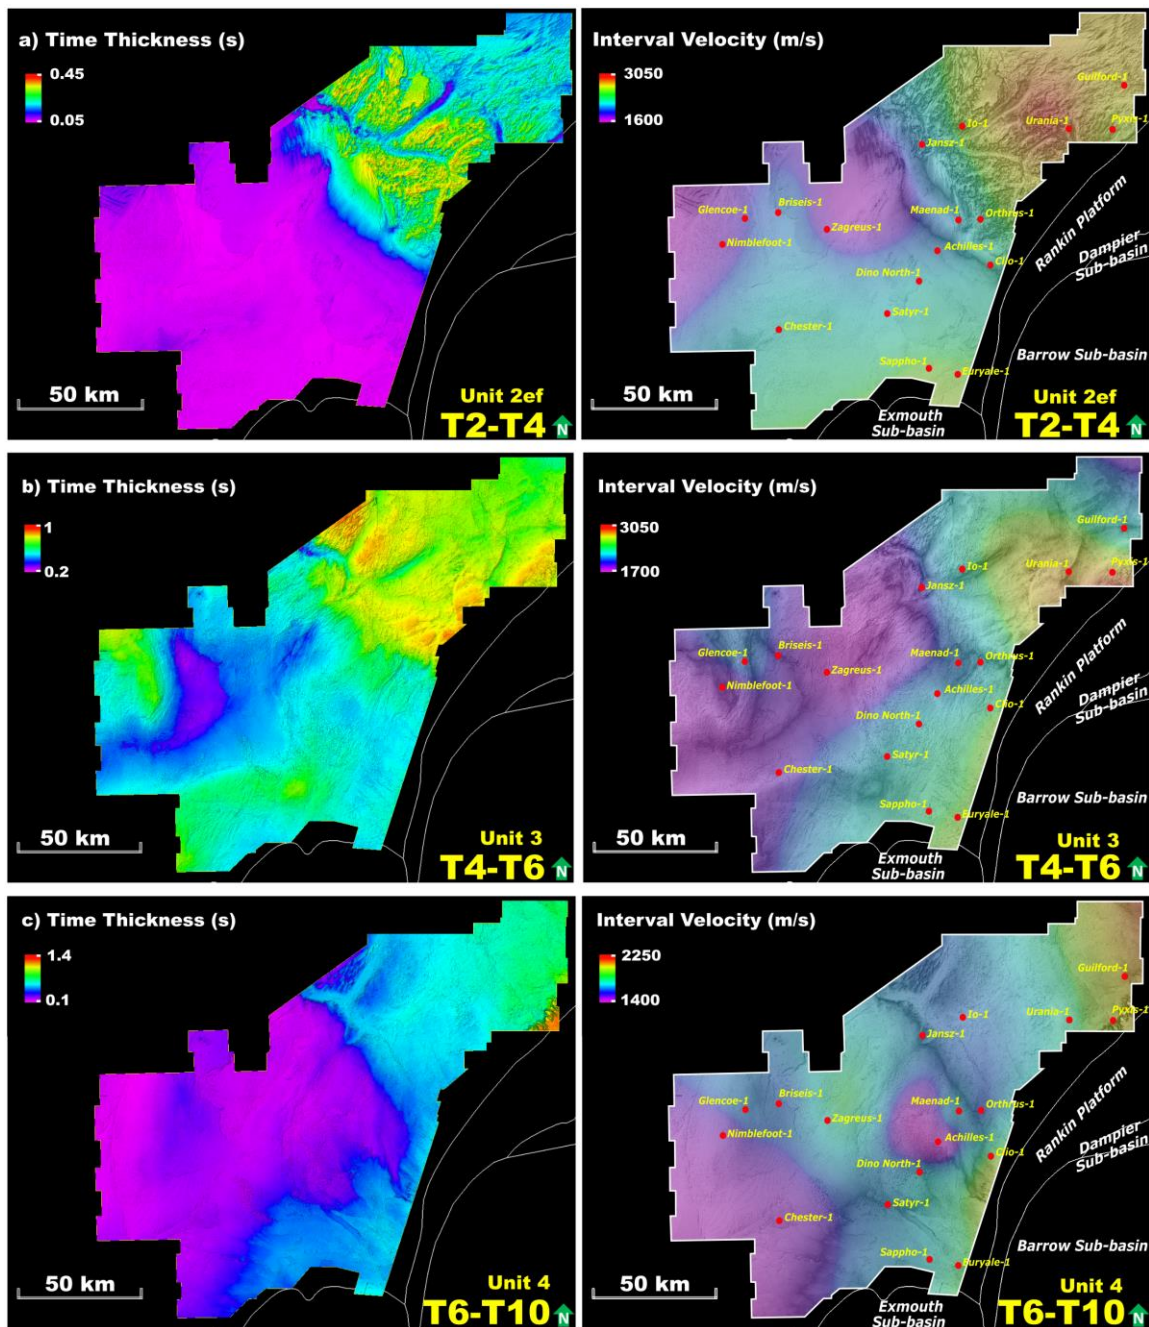 a) Time Thickness (s)
0.45
0.05
50 km
Unit 2ef
T2-T4
N
Interval Velocity (m/s)
3050
1600
Guilford-1
Io-1
Urania-1
Pyxis-1
Jansz-1
Glencoe-1
Briseis-1
Maenad-1
Orthrus-1
Zagreus-1
Nimblefoot-1
Achilles-1
Clio-1
Dino North-1
Satyr-1
Chester-1
Sappho-1
Euryale-1
Rankin Platform
Dampier
Sub-basin
Barrow Sub-basin
Exmouth
Sub-basin
50 km
Unit 2ef
T2-T4
N
b) Time Thickness (s)
1
0.2
50 km
Unit 3
T4-T6
N
Interval Velocity (m/s)
3050
1700
Guilford-1
Io-1
Urania-1
Pyxis-1
Jansz-1
Glencoe-1
Briseis-1
Maenad-1
Orthrus-1
Zagreus-1
Nimblefoot-1
Achilles-1
Clio-1
Dino North-1
Satyr-1
Chester-1
Sappho-1
Euryale-1
Rankin Platform
Dampier
Sub-basin
Barrow Sub-basin
Exmouth
Sub-basin
50 km
Unit 3
T4-T6
N
c) Time Thickness (s)
1.4
0.1
50 km
Unit 4
T6-T10
N
Interval Velocity (m/s)
2250
1400
Guilford-1
Io-1
Urania-1
Pyxis-1
Jansz-1
Glencoe-1
Briseis-1
Maenad-1
Orthrus-1
Zagreus-1
Nimblefoot-1
Achilles-1
Clio-1
Dino North-1
Satyr-1
Chester-1
Sappho-1
Euryale-1
Rankin Platform
Dampier
Sub-basin
Barrow Sub-basin
Exmouth
Sub-basin
50 km
Unit 4
T6-T10
N